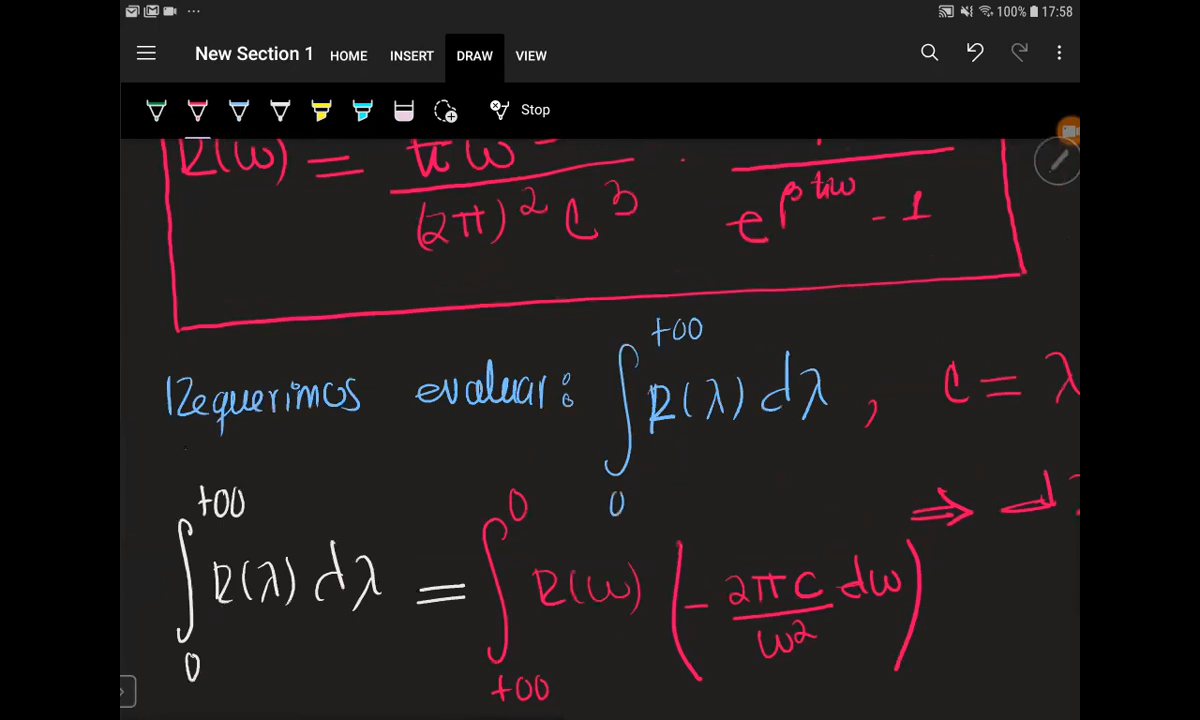 100% 17:58
New Section 1 HOME INSERT DRAW VIEW
Stop
R(ω) = ħω / (2π)² c³ · / e^βħω - 1
Requerimos evaluar: ∫₀^+∞ R(λ) dλ , c = λ
⇒ d
∫₀^+∞ R(λ) dλ = ∫_+∞^0 R(ω) (- 2πc/ω² dω)